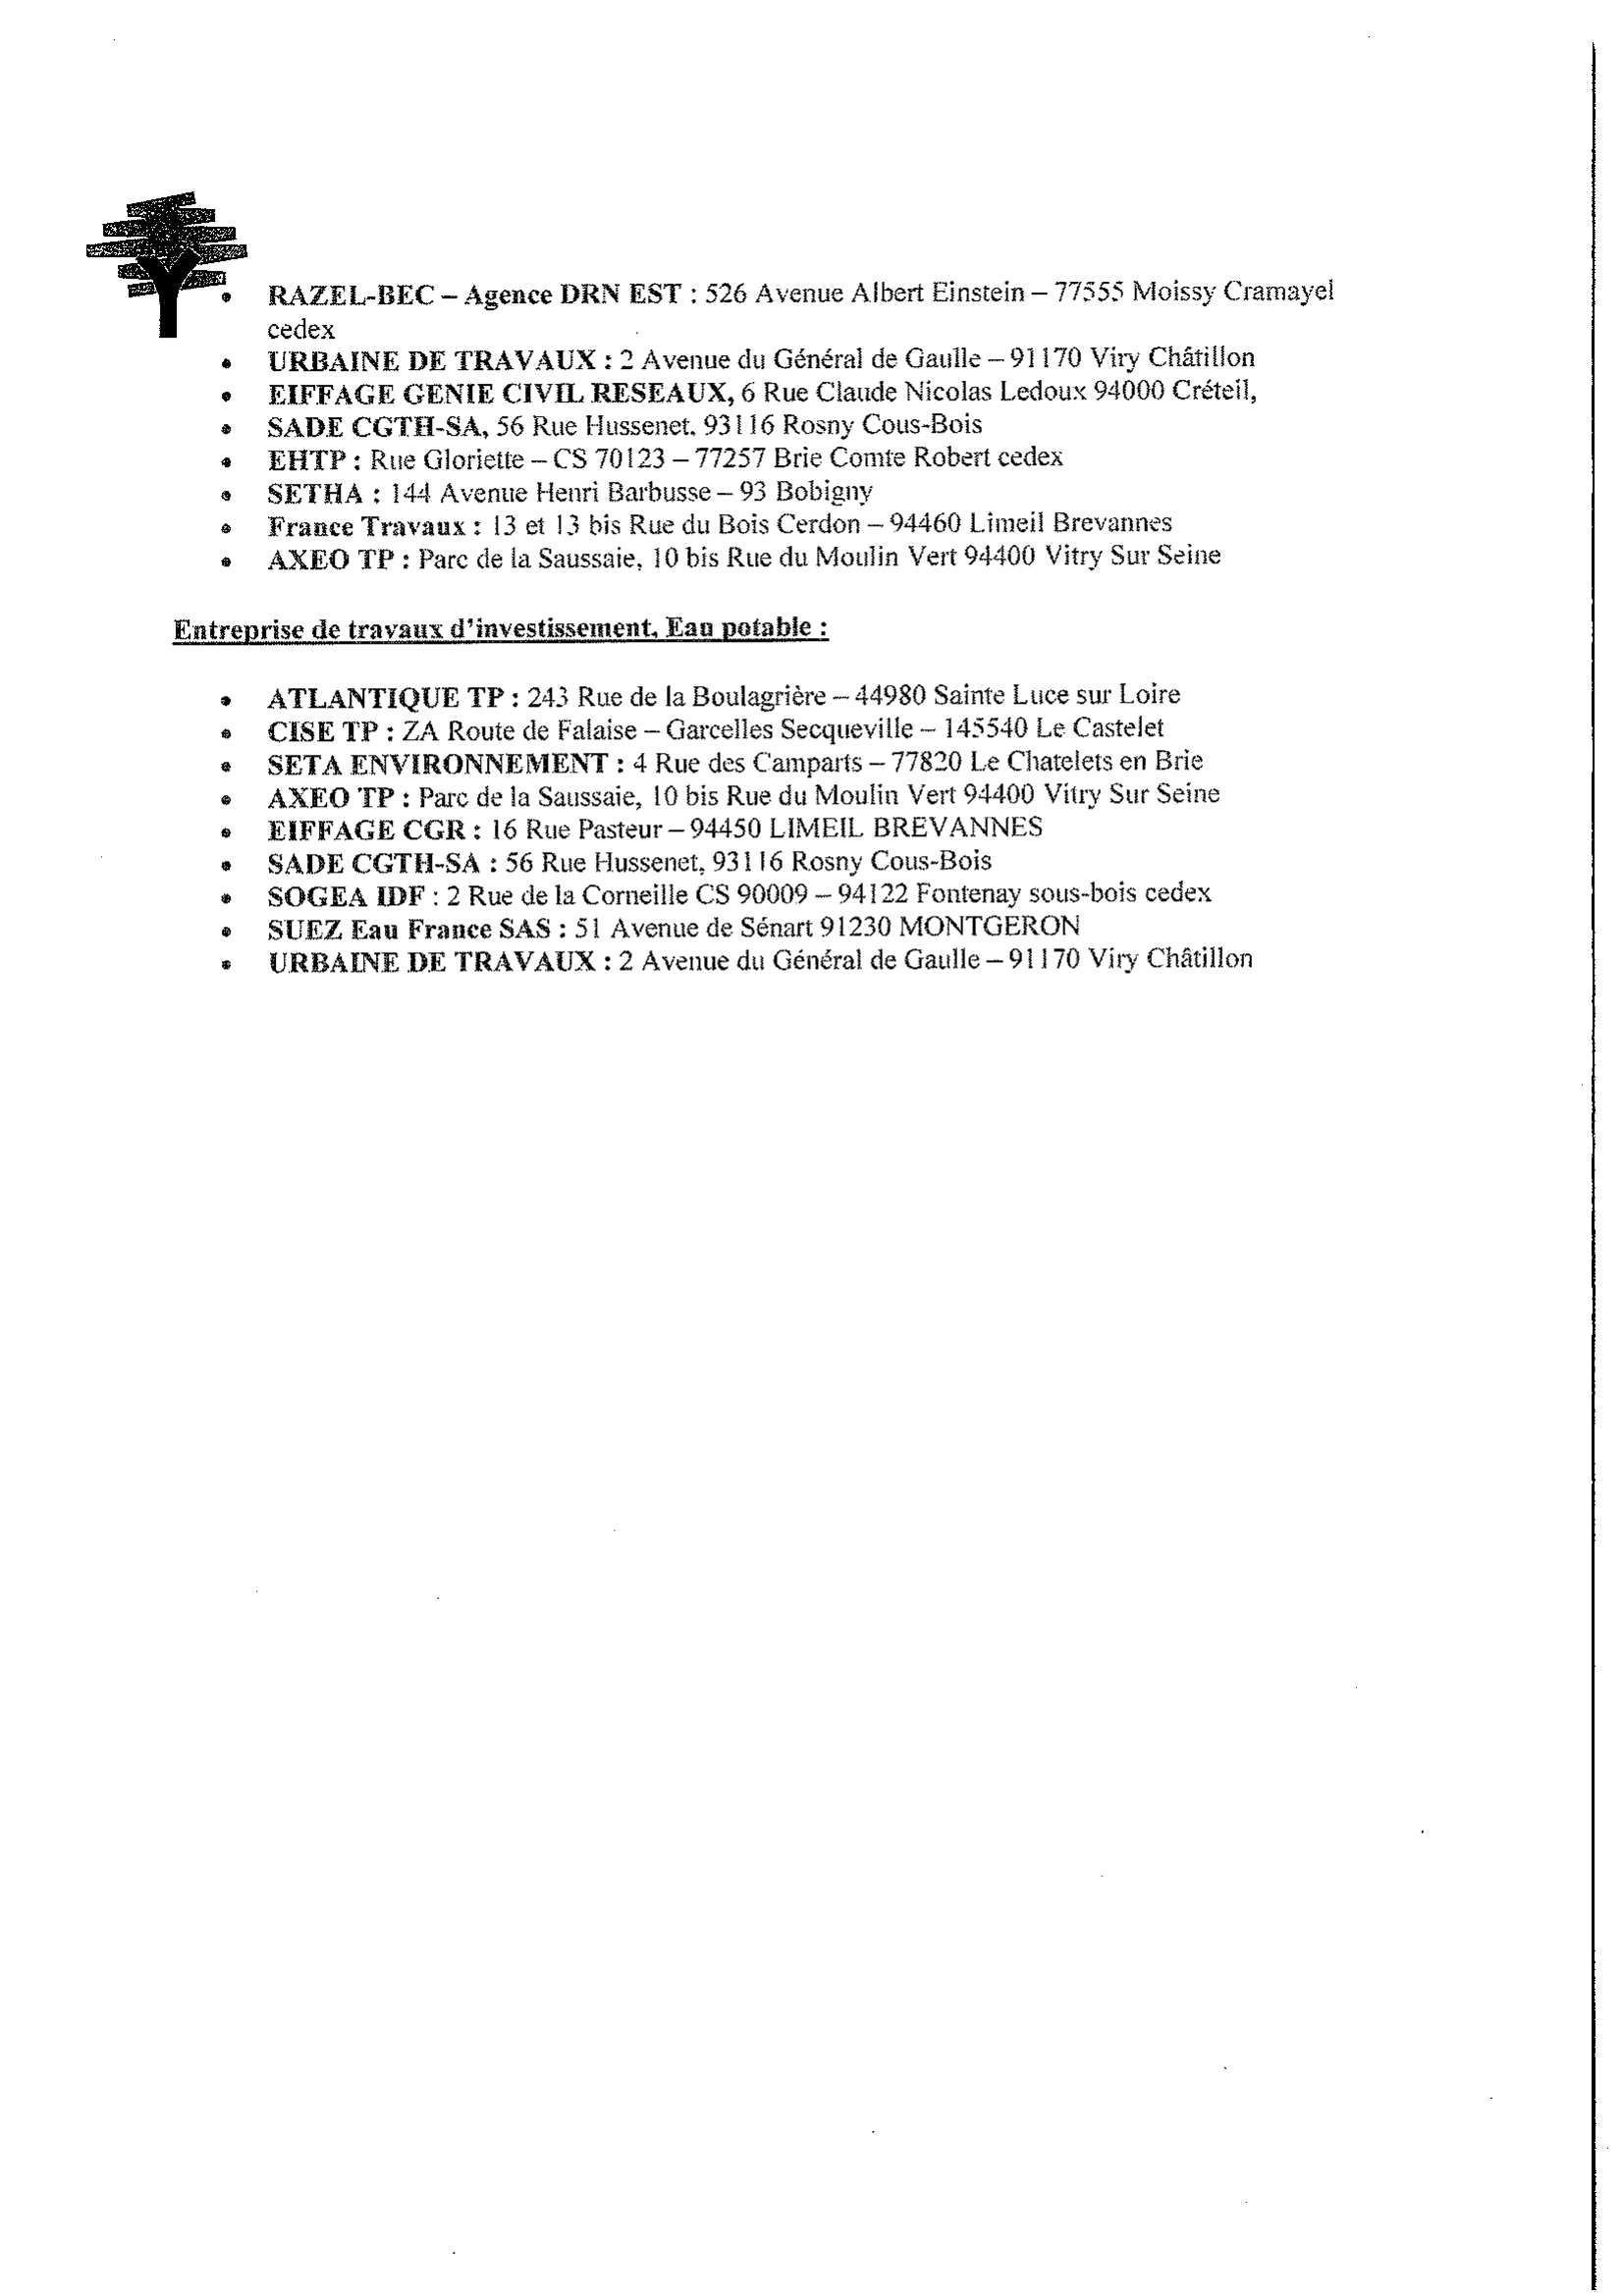 • RAZEL-BEC – Agence DRN EST : 526 Avenue Albert Einstein – 77555 Moissy Cramayel
cedex
• URBAINE DE TRAVAUX : 2 Avenue du Général de Gaulle – 91170 Viry Châtillon
• EIFFAGE GENIE CIVIL RESEAUX, 6 Rue Claude Nicolas Ledoux 94000 Créteil,
• SADE CGTH-SA, 56 Rue Hussenet, 93116 Rosny Cous-Bois
• EHTP : Rue Gloriette – CS 70123 – 77257 Brie Comte Robert cedex
• SETHA : 144 Avenue Henri Barbusse – 93 Bobigny
• France Travaux : 13 et 13 bis Rue du Bois Cerdon – 94460 Limeil Brevannes
• AXEO TP : Parc de la Saussaie, 10 bis Rue du Moulin Vert 94400 Vitry Sur Seine
Entreprise de travaux d'investissement, Eau potable :
• ATLANTIQUE TP : 243 Rue de la Boulagrière – 44980 Sainte Luce sur Loire
• CISE TP : ZA Route de Falaise – Garcelles Secqueville – 145540 Le Castelet
• SETA ENVIRONNEMENT : 4 Rue des Camparts – 77820 Le Chatelets en Brie
• AXEO TP : Parc de la Saussaie, 10 bis Rue du Moulin Vert 94400 Vitry Sur Seine
• EIFFAGE CGR : 16 Rue Pasteur – 94450 LIMEIL BREVANNES
• SADE CGTH-SA : 56 Rue Hussenet, 93116 Rosny Cous-Bois
• SOGEA IDF : 2 Rue de la Corneille CS 90009 – 94122 Fontenay sous-bois cedex
• SUEZ Eau France SAS : 51 Avenue de Sénart 91230 MONTGERON
• URBAINE DE TRAVAUX : 2 Avenue du Général de Gaulle – 91170 Viry Châtillon